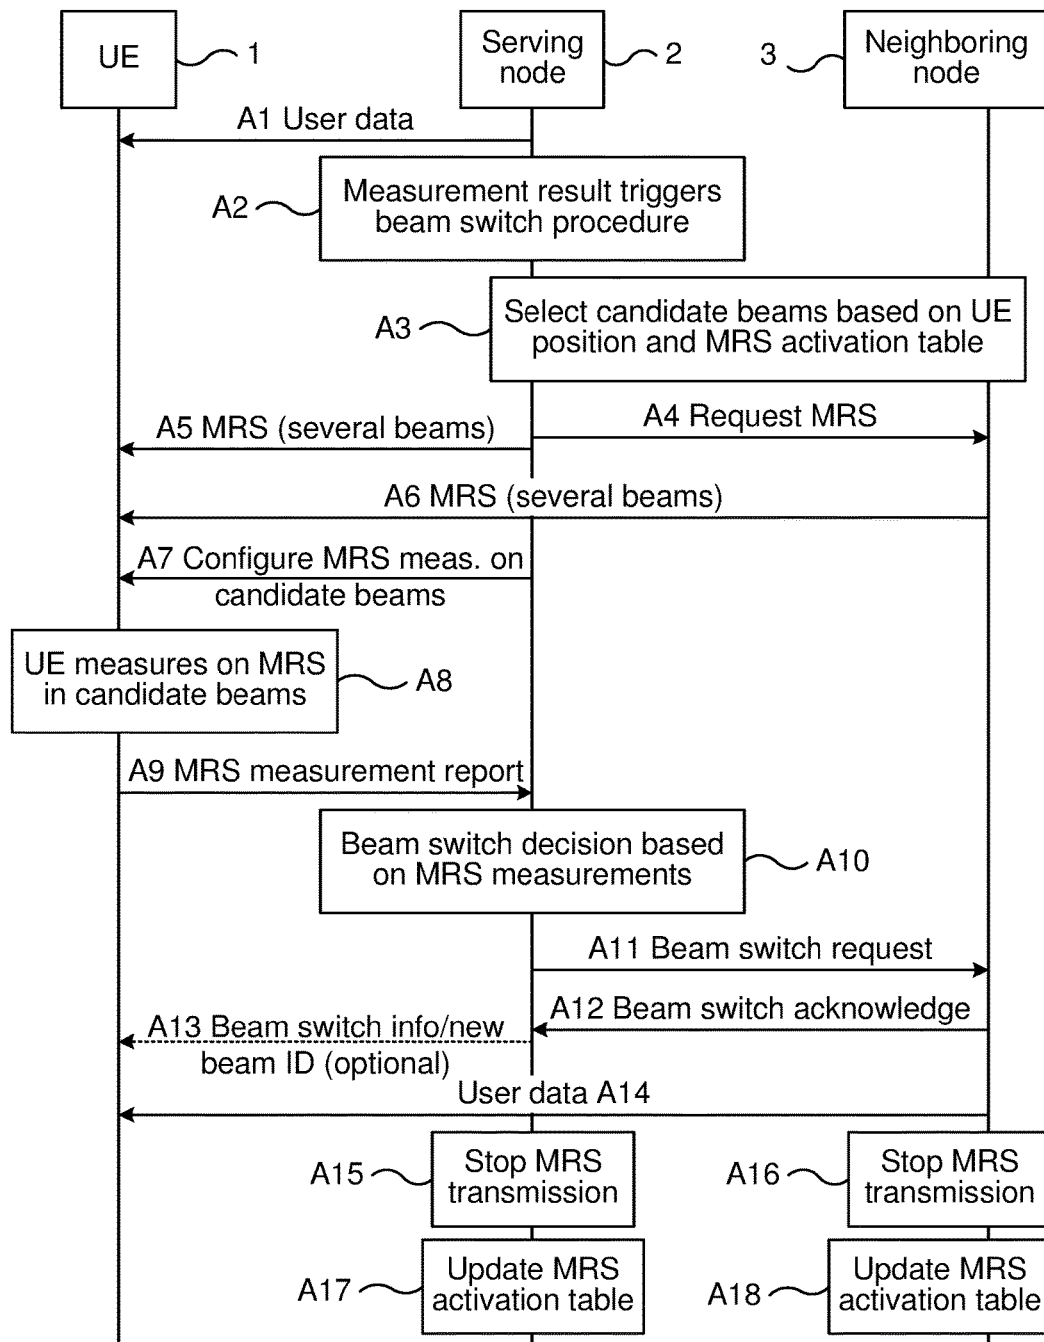 UE
1
Serving
node
2
3
Neighboring
node
A1 User data
A2
Measurement result triggers
beam switch procedure
A3
Select candidate beams based on UE
position and MRS activation table
A5 MRS (several beams)
A4 Request MRS
A6 MRS (several beams)
A7 Configure MRS meas. on
candidate beams
UE measures on MRS
in candidate beams
A8
A9 MRS measurement report
Beam switch decision based
on MRS measurements
A10
A11 Beam switch request
A12 Beam switch acknowledge
A13 Beam switch info/new
beam ID (optional)
User data A14
A15
Stop MRS
transmission
A16
Stop MRS
transmission
A17
Update MRS
activation table
A18
Update MRS
activation table